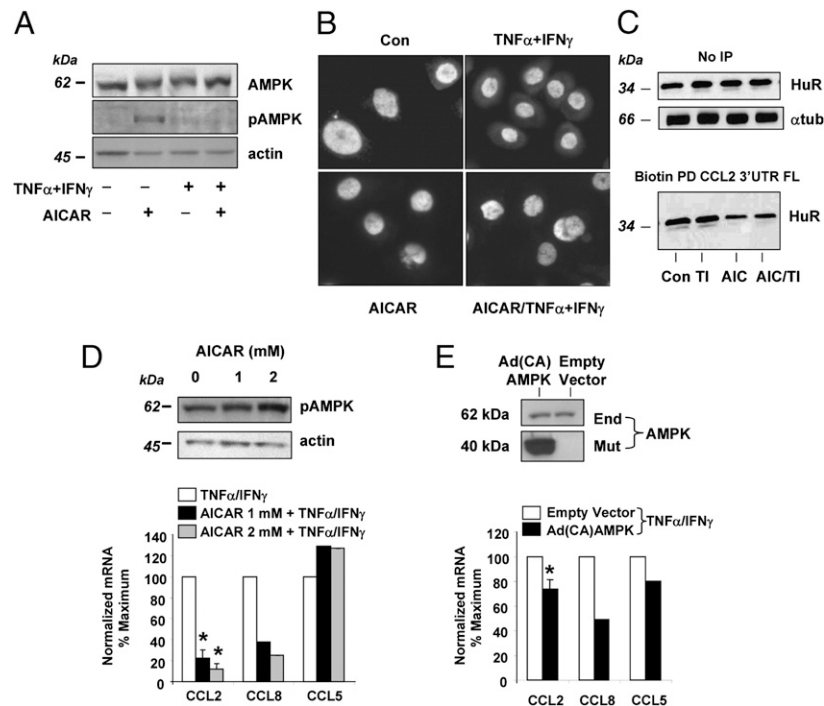 A
kDa
62
AMPK
pAMPK
45
actin
TNFα+IFNγ – – + +
AICAR – + – +
B
Con
TNFα+IFNγ
AICAR
AICAR/TNFα+IFNγ
C
kDa
No IP
34
HuR
66
αtub
Biotin PD CCL2 3'UTR FL
34
HuR
Con TI AIC AIC/TI
D
AICAR (mM)
kDa
0 1 2
62
pAMPK
45
actin
TNFα/IFNγ
AICAR 1 mM + TNFα/IFNγ
AICAR 2 mM + TNFα/IFNγ
Normalized mRNA
% Maximum
140
120
100
80
60
40
20
0
* *
CCL2 CCL8 CCL5
E
Ad(CA) Empty
AMPK Vector
62 kDa
End
40 kDa
Mut
AMPK
Empty Vector
Ad(CA)AMPK
TNFα/IFNγ
Normalized mRNA
% Maximum
120
100
80
60
40
20
0
*
CCL2 CCL8 CCL5